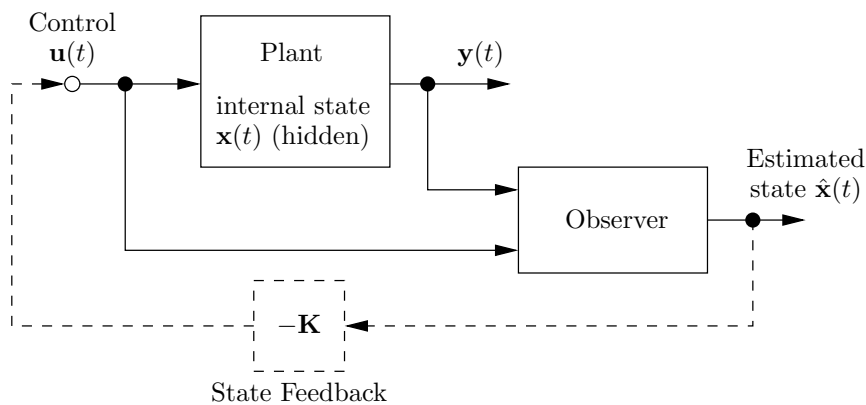 Control
u(t)
Plant
internal state
x(t) (hidden)
y(t)
Observer
Estimated
state x̂(t)
−K
State Feedback